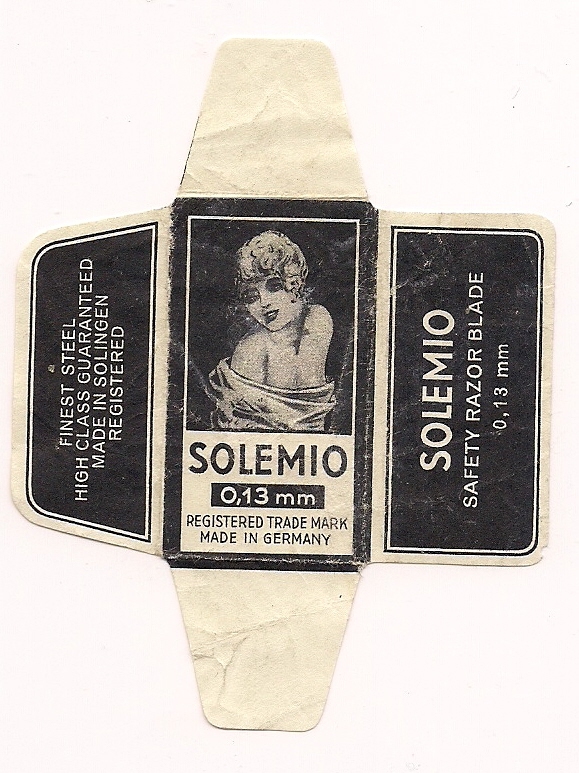 FINEST STEEL
HIGH CLASS GUARANTEED
MADE IN SOLINGEN
REGISTERED
SOLEMIO
0,13 mm
REGISTERED TRADE MARK
MADE IN GERMANY
SOLEMIO
SAFETY RAZOR BLADE
0,13 mm